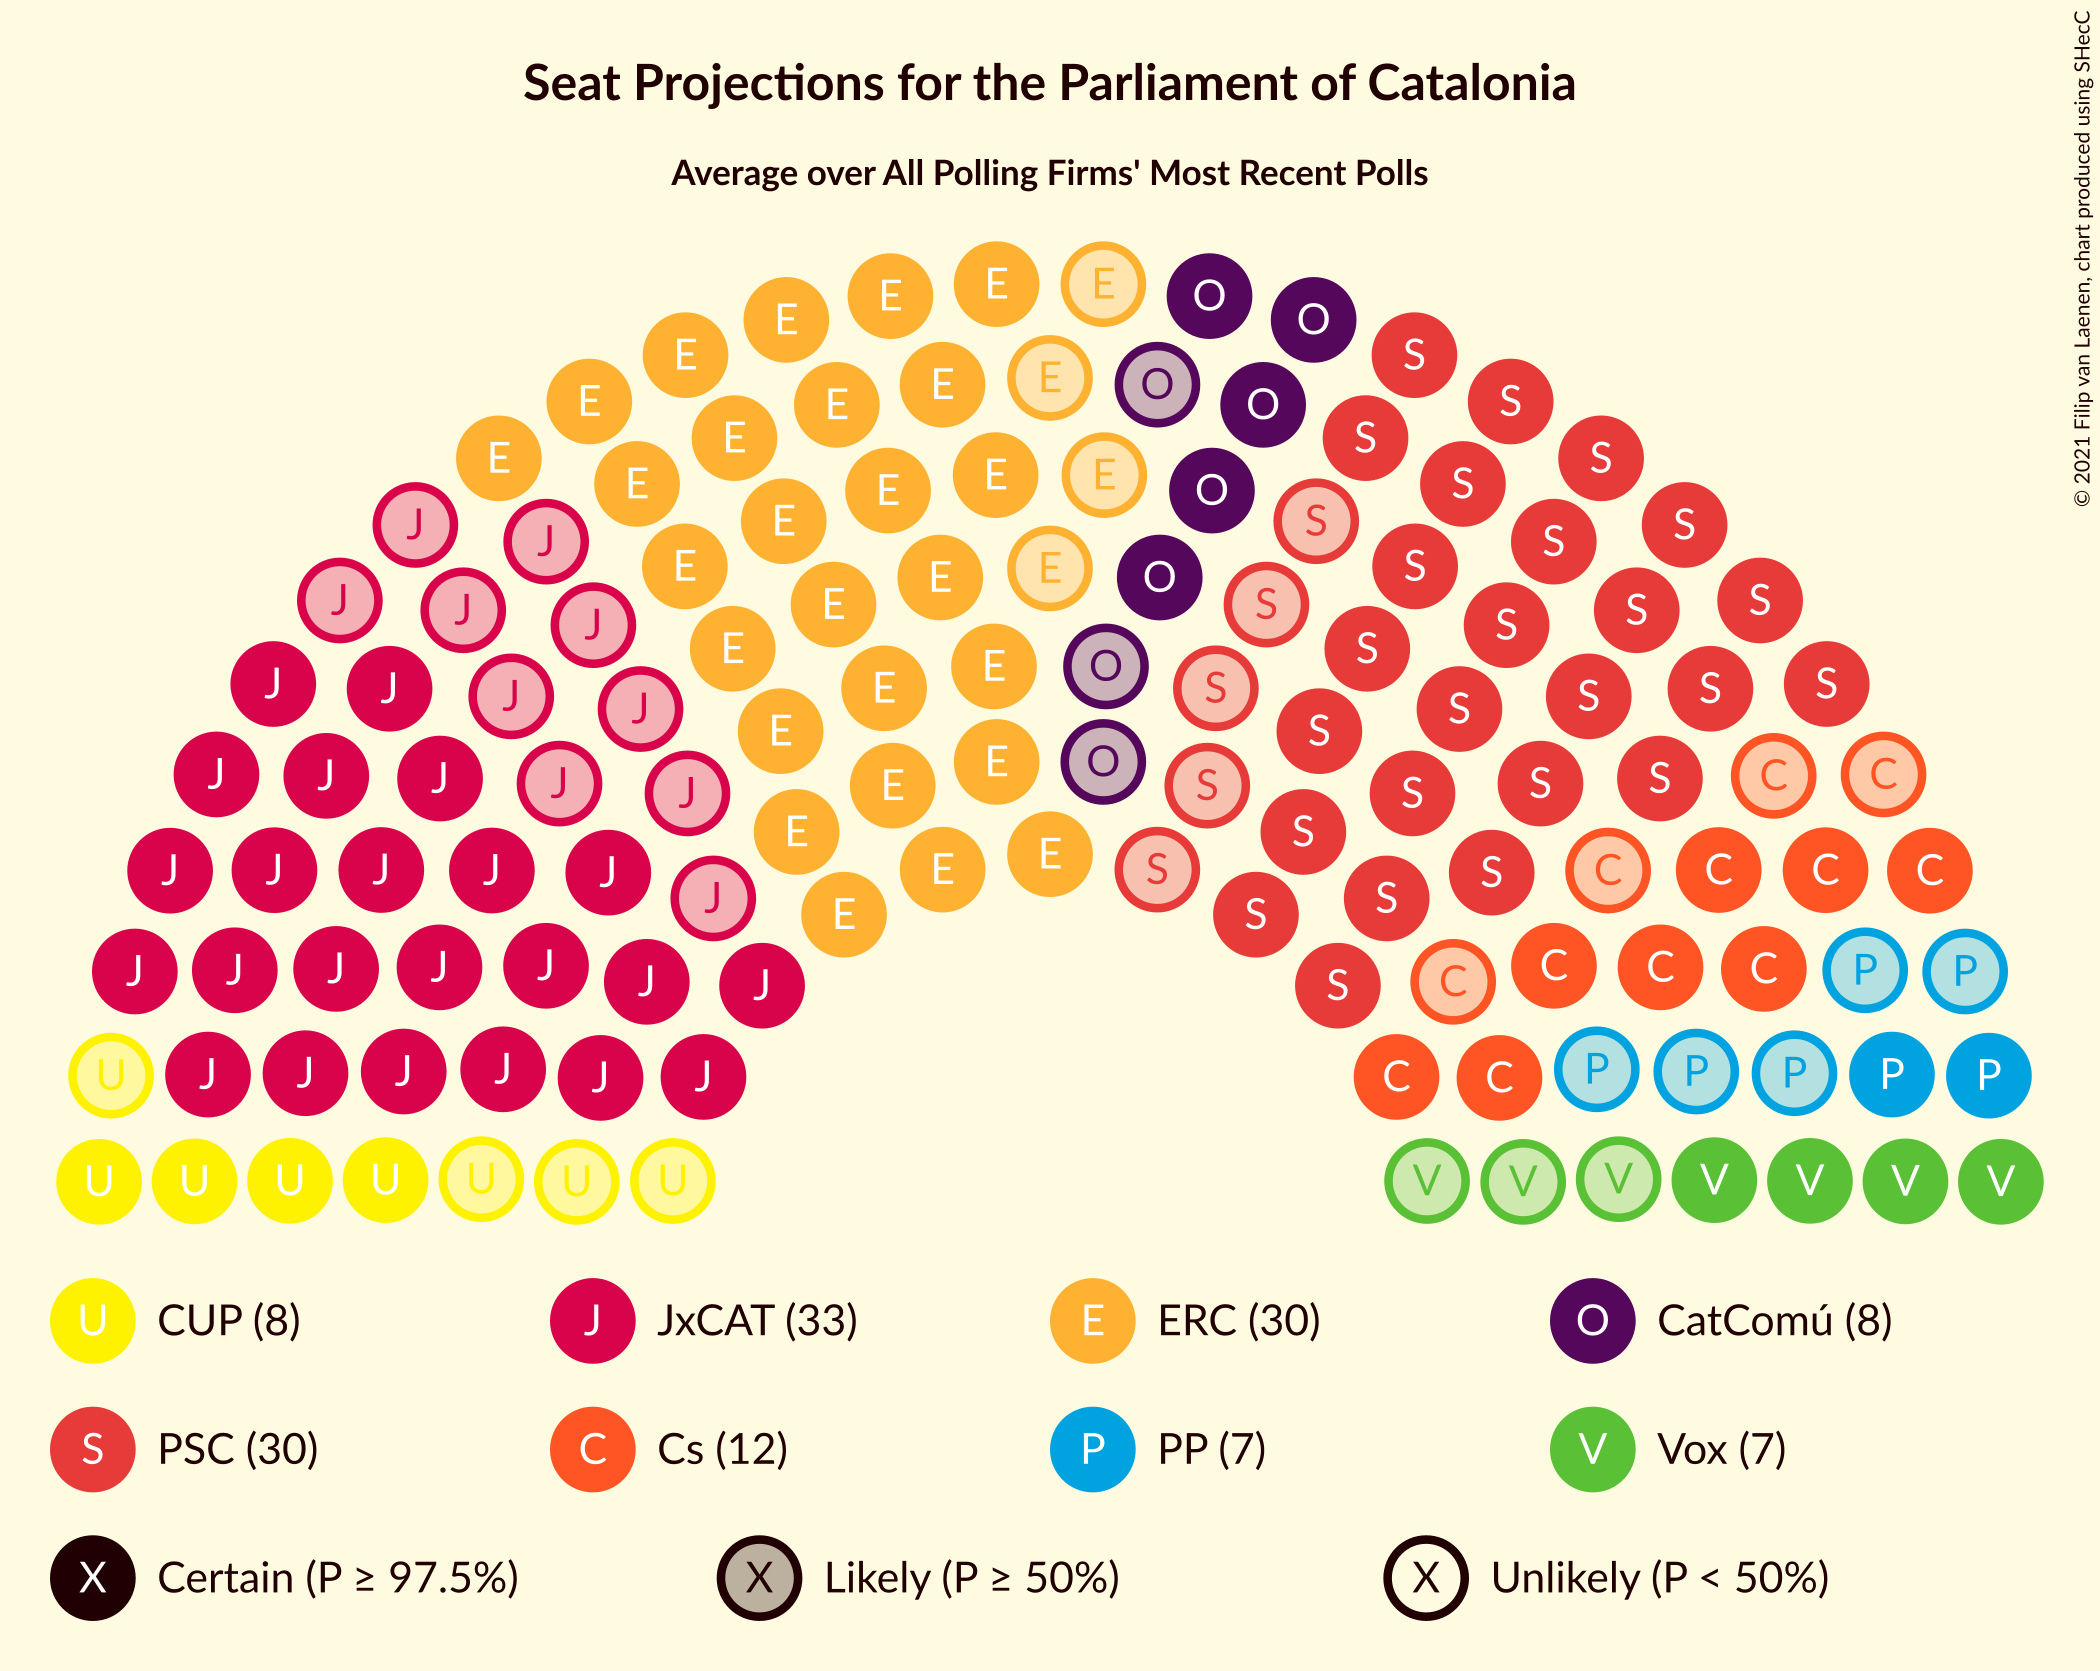 Seat Projections for the Parliament of Catalonia
Average over All Polling Firms' Most Recent Polls
© 2021 Filip van Laenen, chart produced using SHecC
E E E O O
E E S S
E E E O O S S
E E E E E O S S S S
J J E E E S S S S
J J J E E E O S S S S S
J J J J E E E O S S S S S S
J J J J J E E E O S S S S S C C
J J J J J J E E E S S S S C C C C
J J J J J J J E S S C C C C P P
U J J J J J J C C P P P P P
U U U U U U U V V V V V V V
U CUP (8)
J JxCAT (33)
E ERC (30)
O CatComú (8)
S PSC (30)
C Cs (12)
P PP (7)
V Vox (7)
X Certain (P ≥ 97.5%)
X Likely (P ≥ 50%)
X Unlikely (P < 50%)